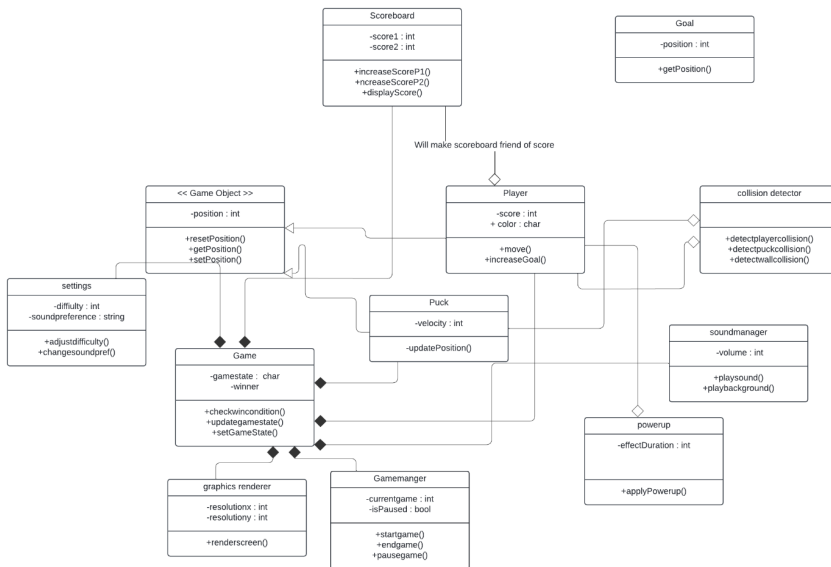 Scoreboard
-score1 : int
-score2 : int
+increaseScoreP1()
+ncreaseScoreP2()
+displayScore()
Goal
-position : int
+getPosition()
Will make scoreboard friend of score
<< Game Object >>
-position : int
+resetPosition()
+getPosition()
+setPosition()
Player
-score : int
+ color : char
+move()
+increaseGoal()
collision detector
+detectplayercollision()
+detectpuckcollision()
+detectwallcollision()
settings
-diffiulty : int
-soundpreference : string
+adjustdifficulty()
+changesoundpref()
Puck
-velocity : int
-updatePosition()
soundmanager
-volume : int
+playsound()
+playbackground()
Game
-gamestate : char
-winner
+checkwincondition()
+updategamestate()
+setGameState()
powerup
-effectDuration : int
+applyPowerup()
graphics renderer
-resolutionx : int
-resolutiony : int
+renderscreen()
Gamemanger
-currentgame : int
-isPaused : bool
+startgame()
+endgame()
+pausegame()